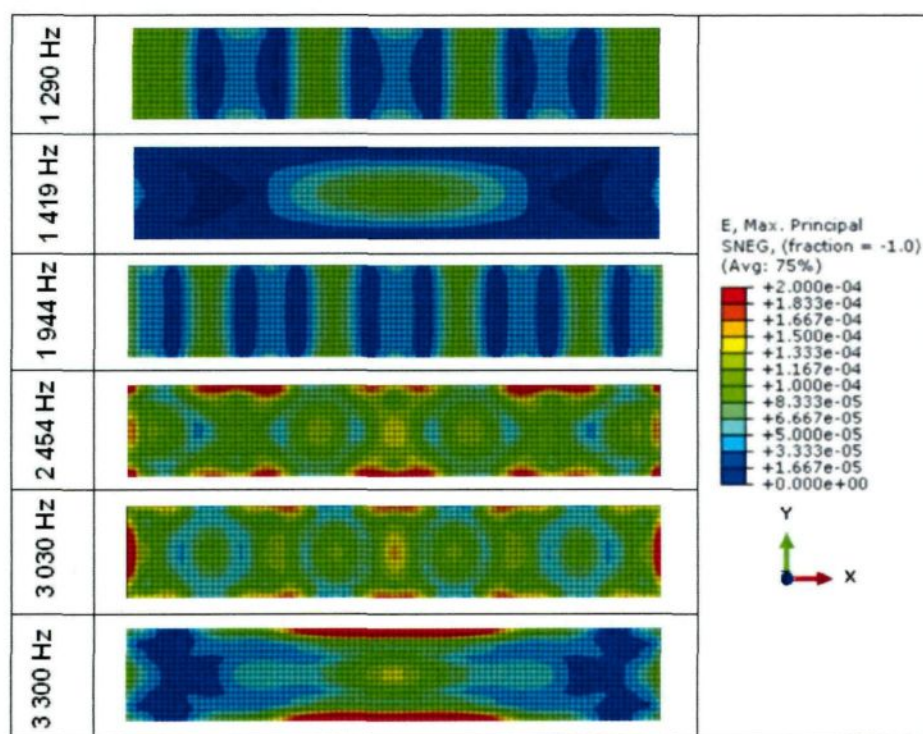 1 290 Hz
1 419 Hz
1 944 Hz
2 454 Hz
3 030 Hz
3 300 Hz
E, Max. Principal
SNEG, (fraction = -1.0)
(Avg: 75%)
+2.000e-04
+1.833e-04
+1.667e-04
+1.500e-04
+1.333e-04
+1.167e-04
+1.000e-04
+8.333e-05
+6.667e-05
+5.000e-05
+3.333e-05
+1.667e-05
+0.000e+00
Y
X